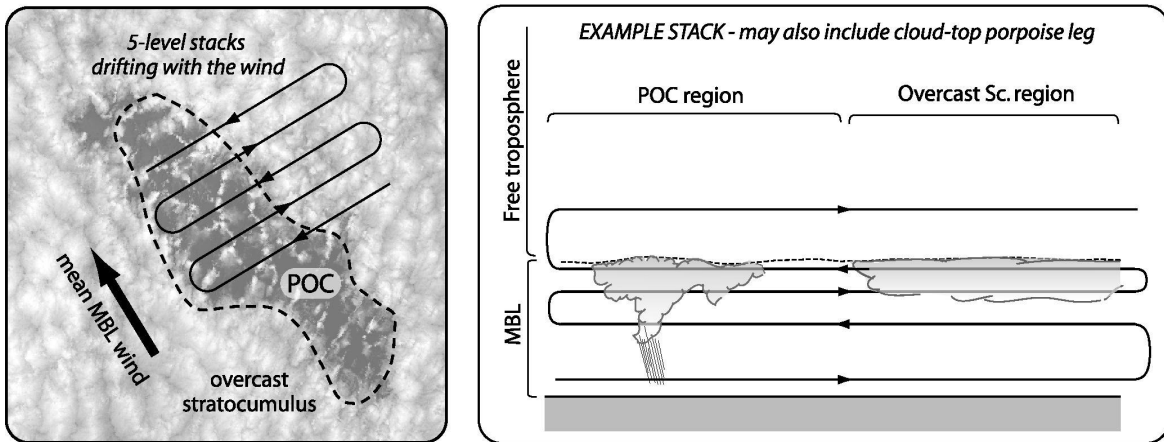 5-level stacks
drifting with the wind
POC
mean MBL wind
overcast
stratocumulus
EXAMPLE STACK - may also include cloud-top porpoise leg
POC region
Overcast Sc. region
Free troposphere
MBL